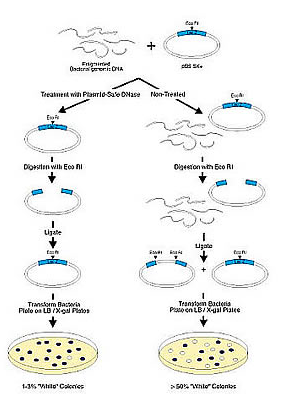 Eco RI
Fragmented
Bacterial genomic DNA
+
pBS SK+
Treatment with Plasmid-Safe DNase
Non-Treated
Eco RI
Eco RI
Digestion with Eco RI
Digestion with Eco RI
Ligate
Ligate
Eco RI
Eco RI
Eco RI
Eco RI
+
Transform Bacteria
Plate on LB / X-gal Plates
Transform Bacteria
Plate on LB / X-gal Plates
1-3% "White" Colonies
>50% "White" Colonies